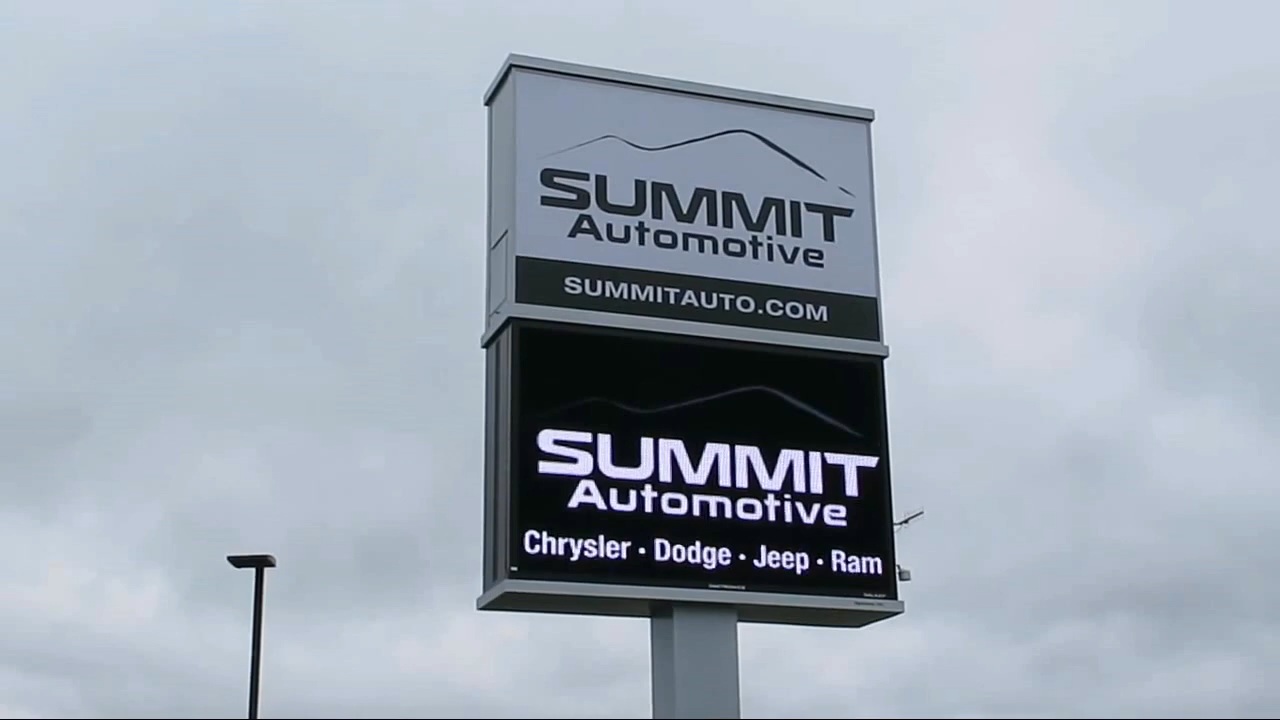 SUMMIT
Automotive
SUMMITAUTO.COM
SUMMIT
Automotive
Chrysler · Dodge · Jeep · Ram